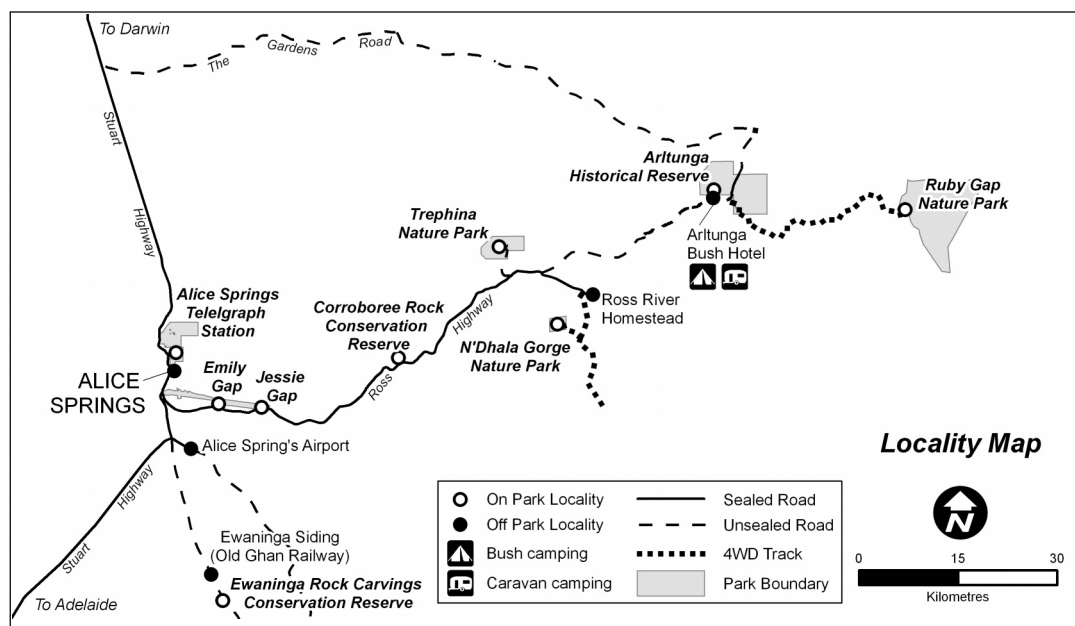 To Darwin
The Gardens Road
Stuart
Highway
Arltunga
Historical Reserve
Ruby Gap
Nature Park
Trephina
Nature Park
Arltunga
Bush Hotel
Alice Springs
Telelgraph
Station
Corroboree Rock
Conservation
Reserve
Ross Highway
Ross River
Homestead
N'Dhala Gorge
Nature Park
ALICE
SPRINGS
Emily
Gap
Jessie
Gap
Alice Spring's Airport
Locality Map
Stuart Highway
Ewaninga Siding
(Old Ghan Railway)
Ewaninga Rock Carvings
Conservation Reserve
To Adelaide
On Park Locality
Off Park Locality
Bush camping
Caravan camping
Sealed Road
Unsealed Road
4WD Track
Park Boundary
N
0 15 30
Kilometres